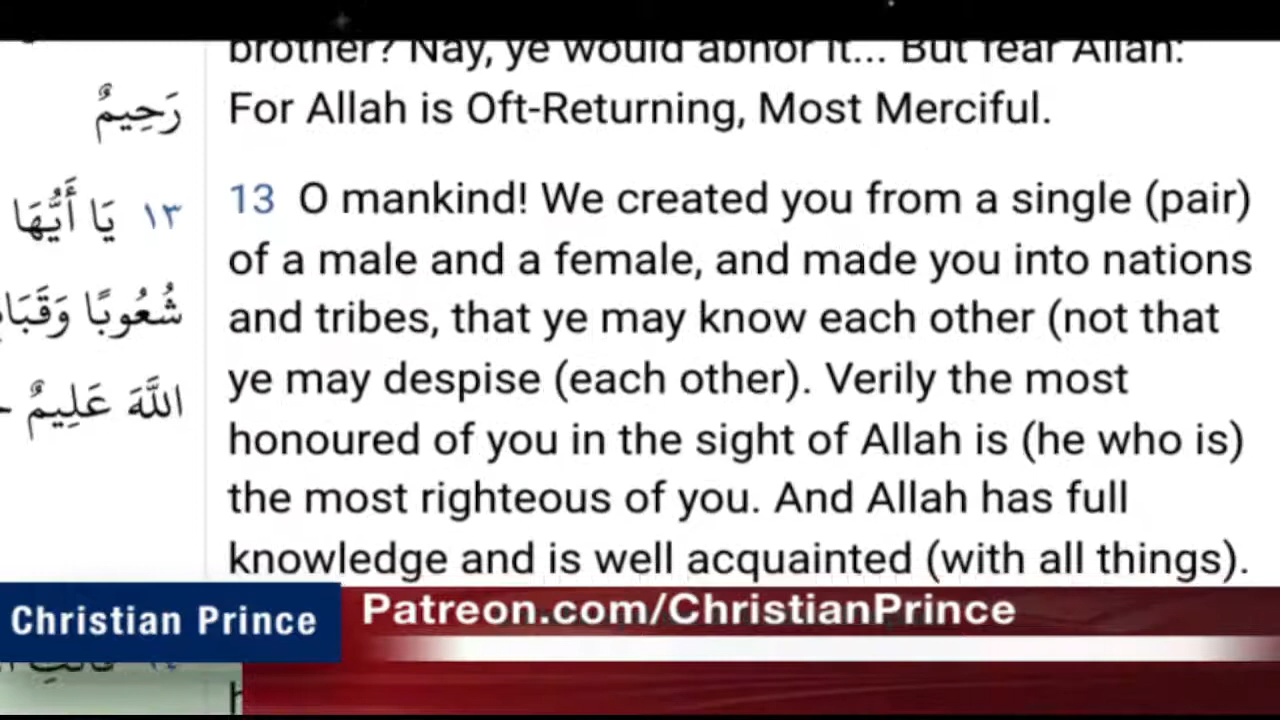 brother? Nay, ye would abhor it... But fear Allah:
For Allah is Oft-Returning, Most Merciful.
رَحِيمٌ
13 O mankind! We created you from a single (pair)
of a male and a female, and made you into nations
and tribes, that ye may know each other (not that
ye may despise (each other). Verily the most
honoured of you in the sight of Allah is (he who is)
the most righteous of you. And Allah has full
knowledge and is well acquainted (with all things).
١٣ يَا أَيُّهَا
شُعُوبًا
اللَّهَ عَلِيمٌ
Christian Prince
Patreon.com/ChristianPrince